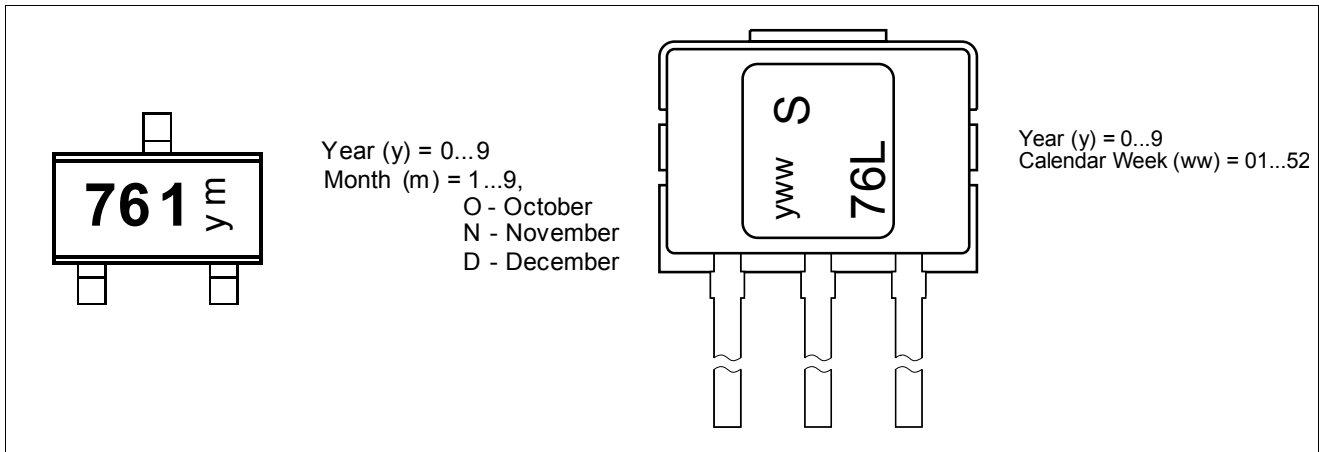 761 y m
Year (y) = 0...9
Month (m) = 1...9,
O - October
N - November
D - December
yww S
76L
Year (y) = 0...9
Calendar Week (ww) = 01...52